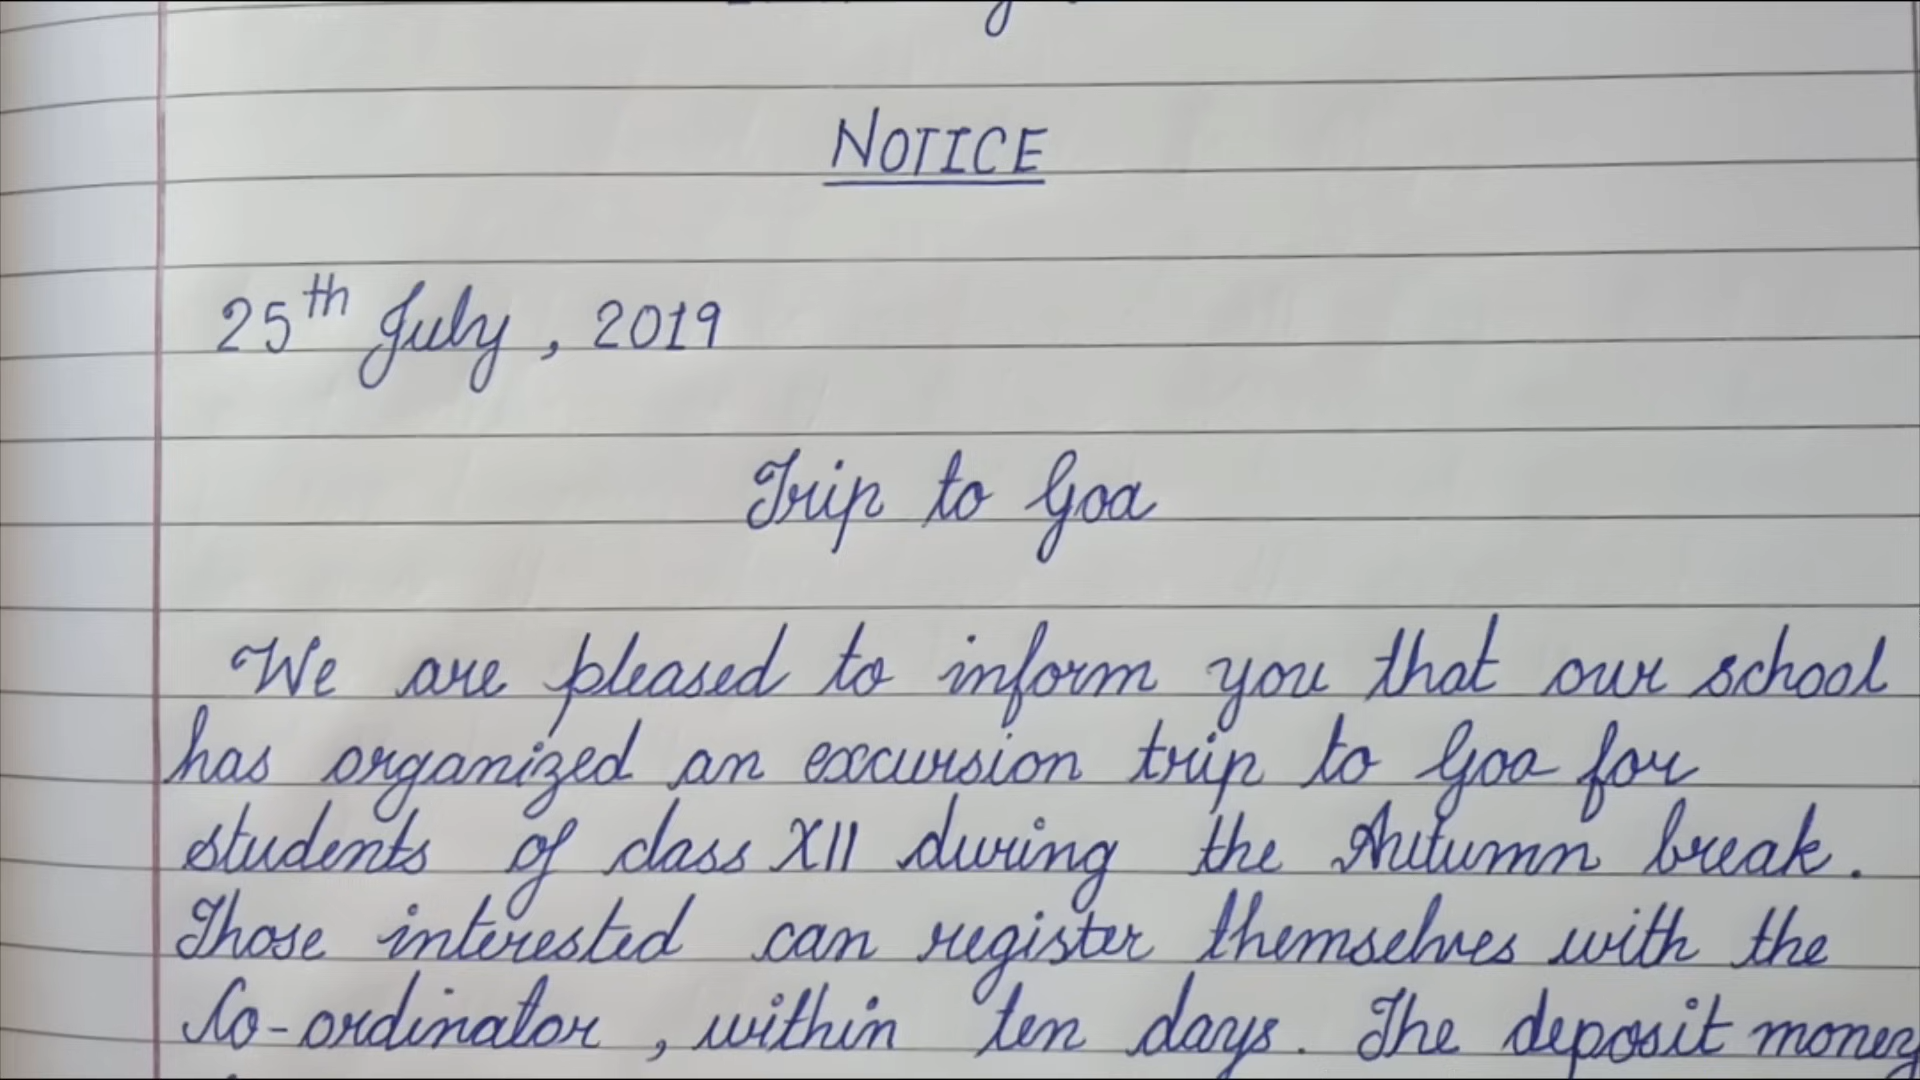 NOTICE
25th July, 2019
Trip to Goa
We are pleased to inform you that our school
has organized an excursion trip to Goa for
students of class XII during the Autumn break.
Those interested can register themselves with the
Co-ordinator, within ten days. The deposit money